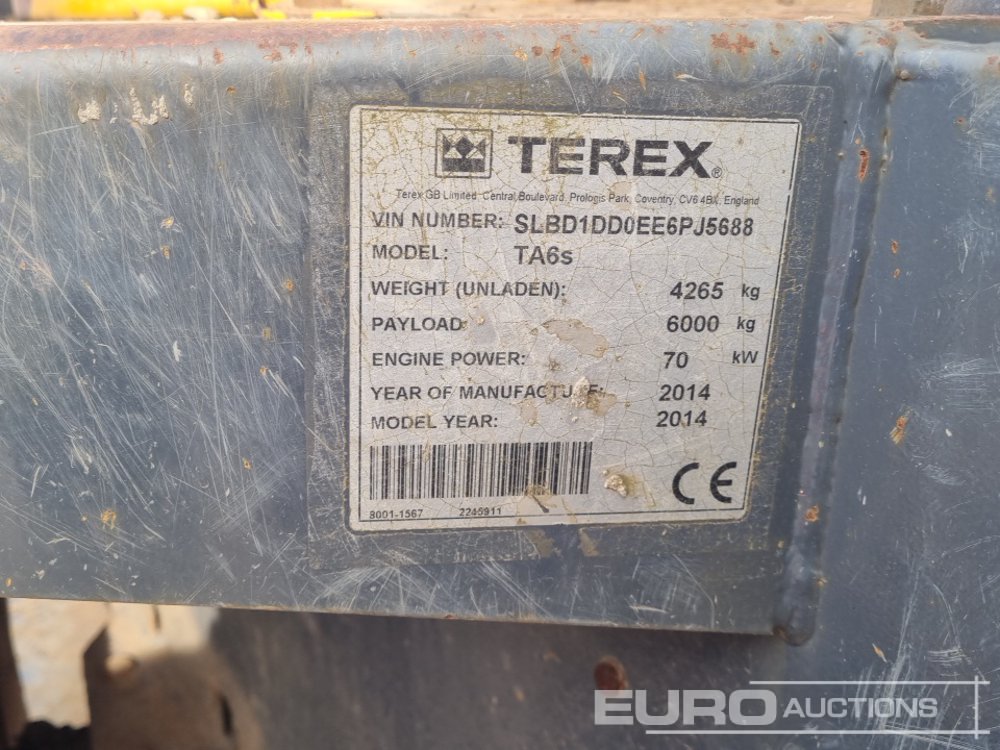 TEREX®
Terex GB Limited, Central Boulevard, Prologis Park, Coventry, CV6 4BX, England
VIN NUMBER: SLBD1DD0EE6PJ5688
MODEL: TA6s
WEIGHT (UNLADEN): 4265 kg
PAYLOAD 6000 kg
ENGINE POWER: 70 kW
YEAR OF MANUFACTURE: 2014
MODEL YEAR: 2014
8001-1567 2245911
CE
EURO AUCTIONS